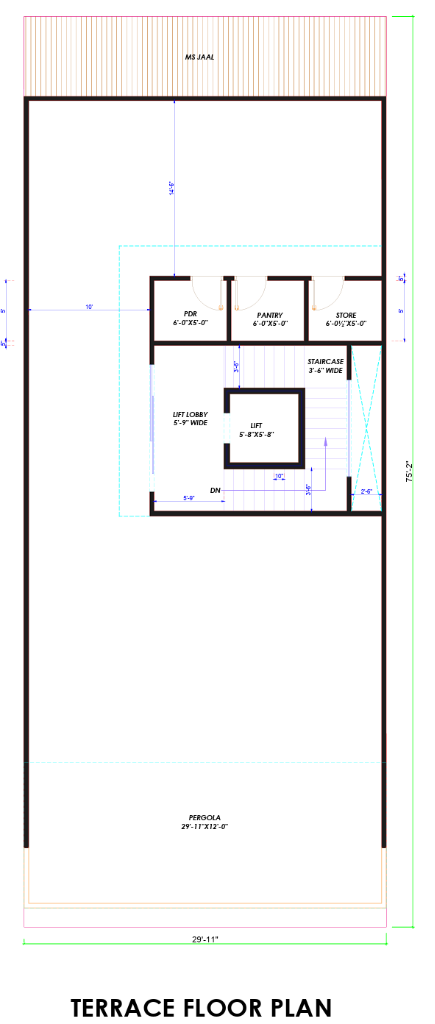 MS JAAL
14'-6"
6"
10'
5'
5'
PDR
6'-0"X5'-0"
PANTRY
6'-0"X5'-0"
STORE
6'-0½"X5'-0"
3'-6"
STAIRCASE
3'-6" WIDE
LIFT LOBBY
5'-9" WIDE
LIFT
5'-8"X5'-8"
75'-2"
10"
3'-6"
DN
5'-9"
2'-6"
PERGOLA
29'-11"X12'-0"
29'-11"
TERRACE FLOOR PLAN